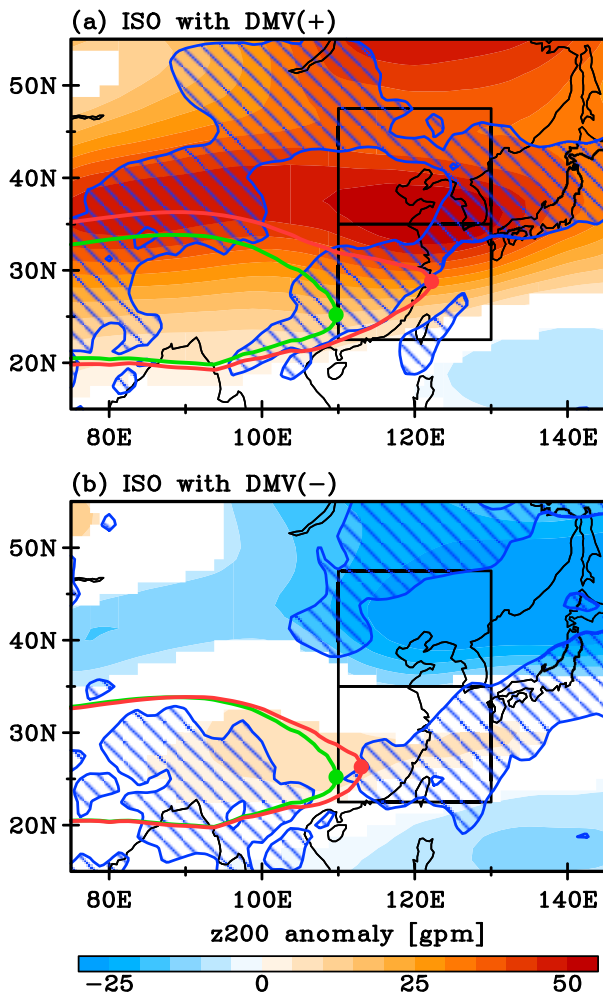 (a) ISO with DMV(+)
50N
40N
30N
20N
80E 100E 120E 140E
(b) ISO with DMV(−)
50N
40N
30N
20N
80E 100E 120E 140E
z200 anomaly [gpm]
−25 0 25 50